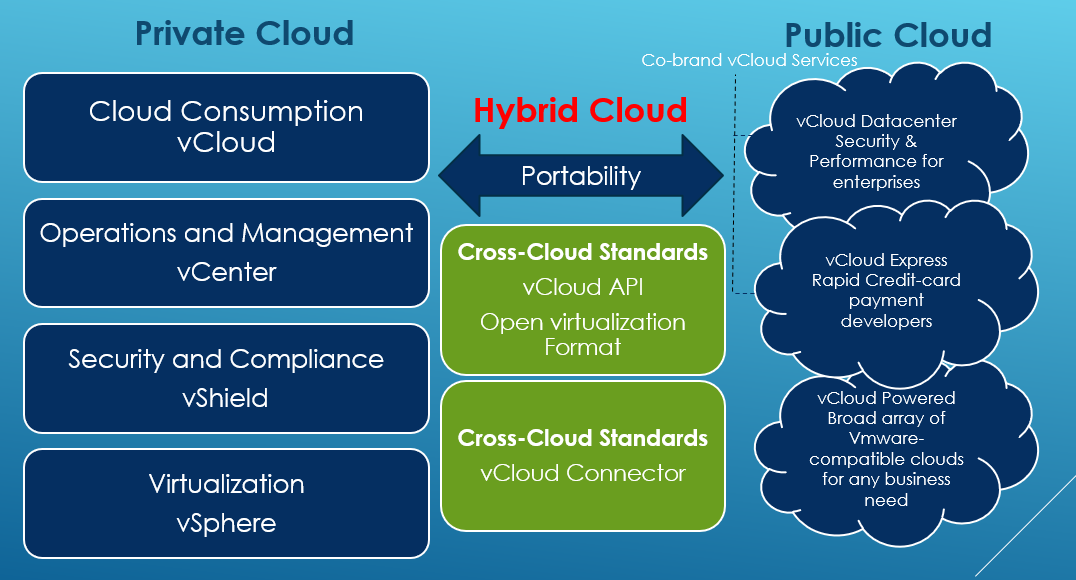 Private Cloud
Cloud Consumption
vCloud
Operations and Management
vCenter
Security and Compliance
vShield
Virtualization
vSphere
Hybrid Cloud
Portability
Cross-Cloud Standards
vCloud API
Open virtualization
Format
Cross-Cloud Standards
vCloud Connector
Public Cloud
Co-brand vCloud Services
vCloud Datacenter
Security &
Performance for
enterprises
vCloud Express
Rapid Credit-card
payment
developers
vCloud Powered
Broad array of
Vmware-
compatible clouds
for any business
need